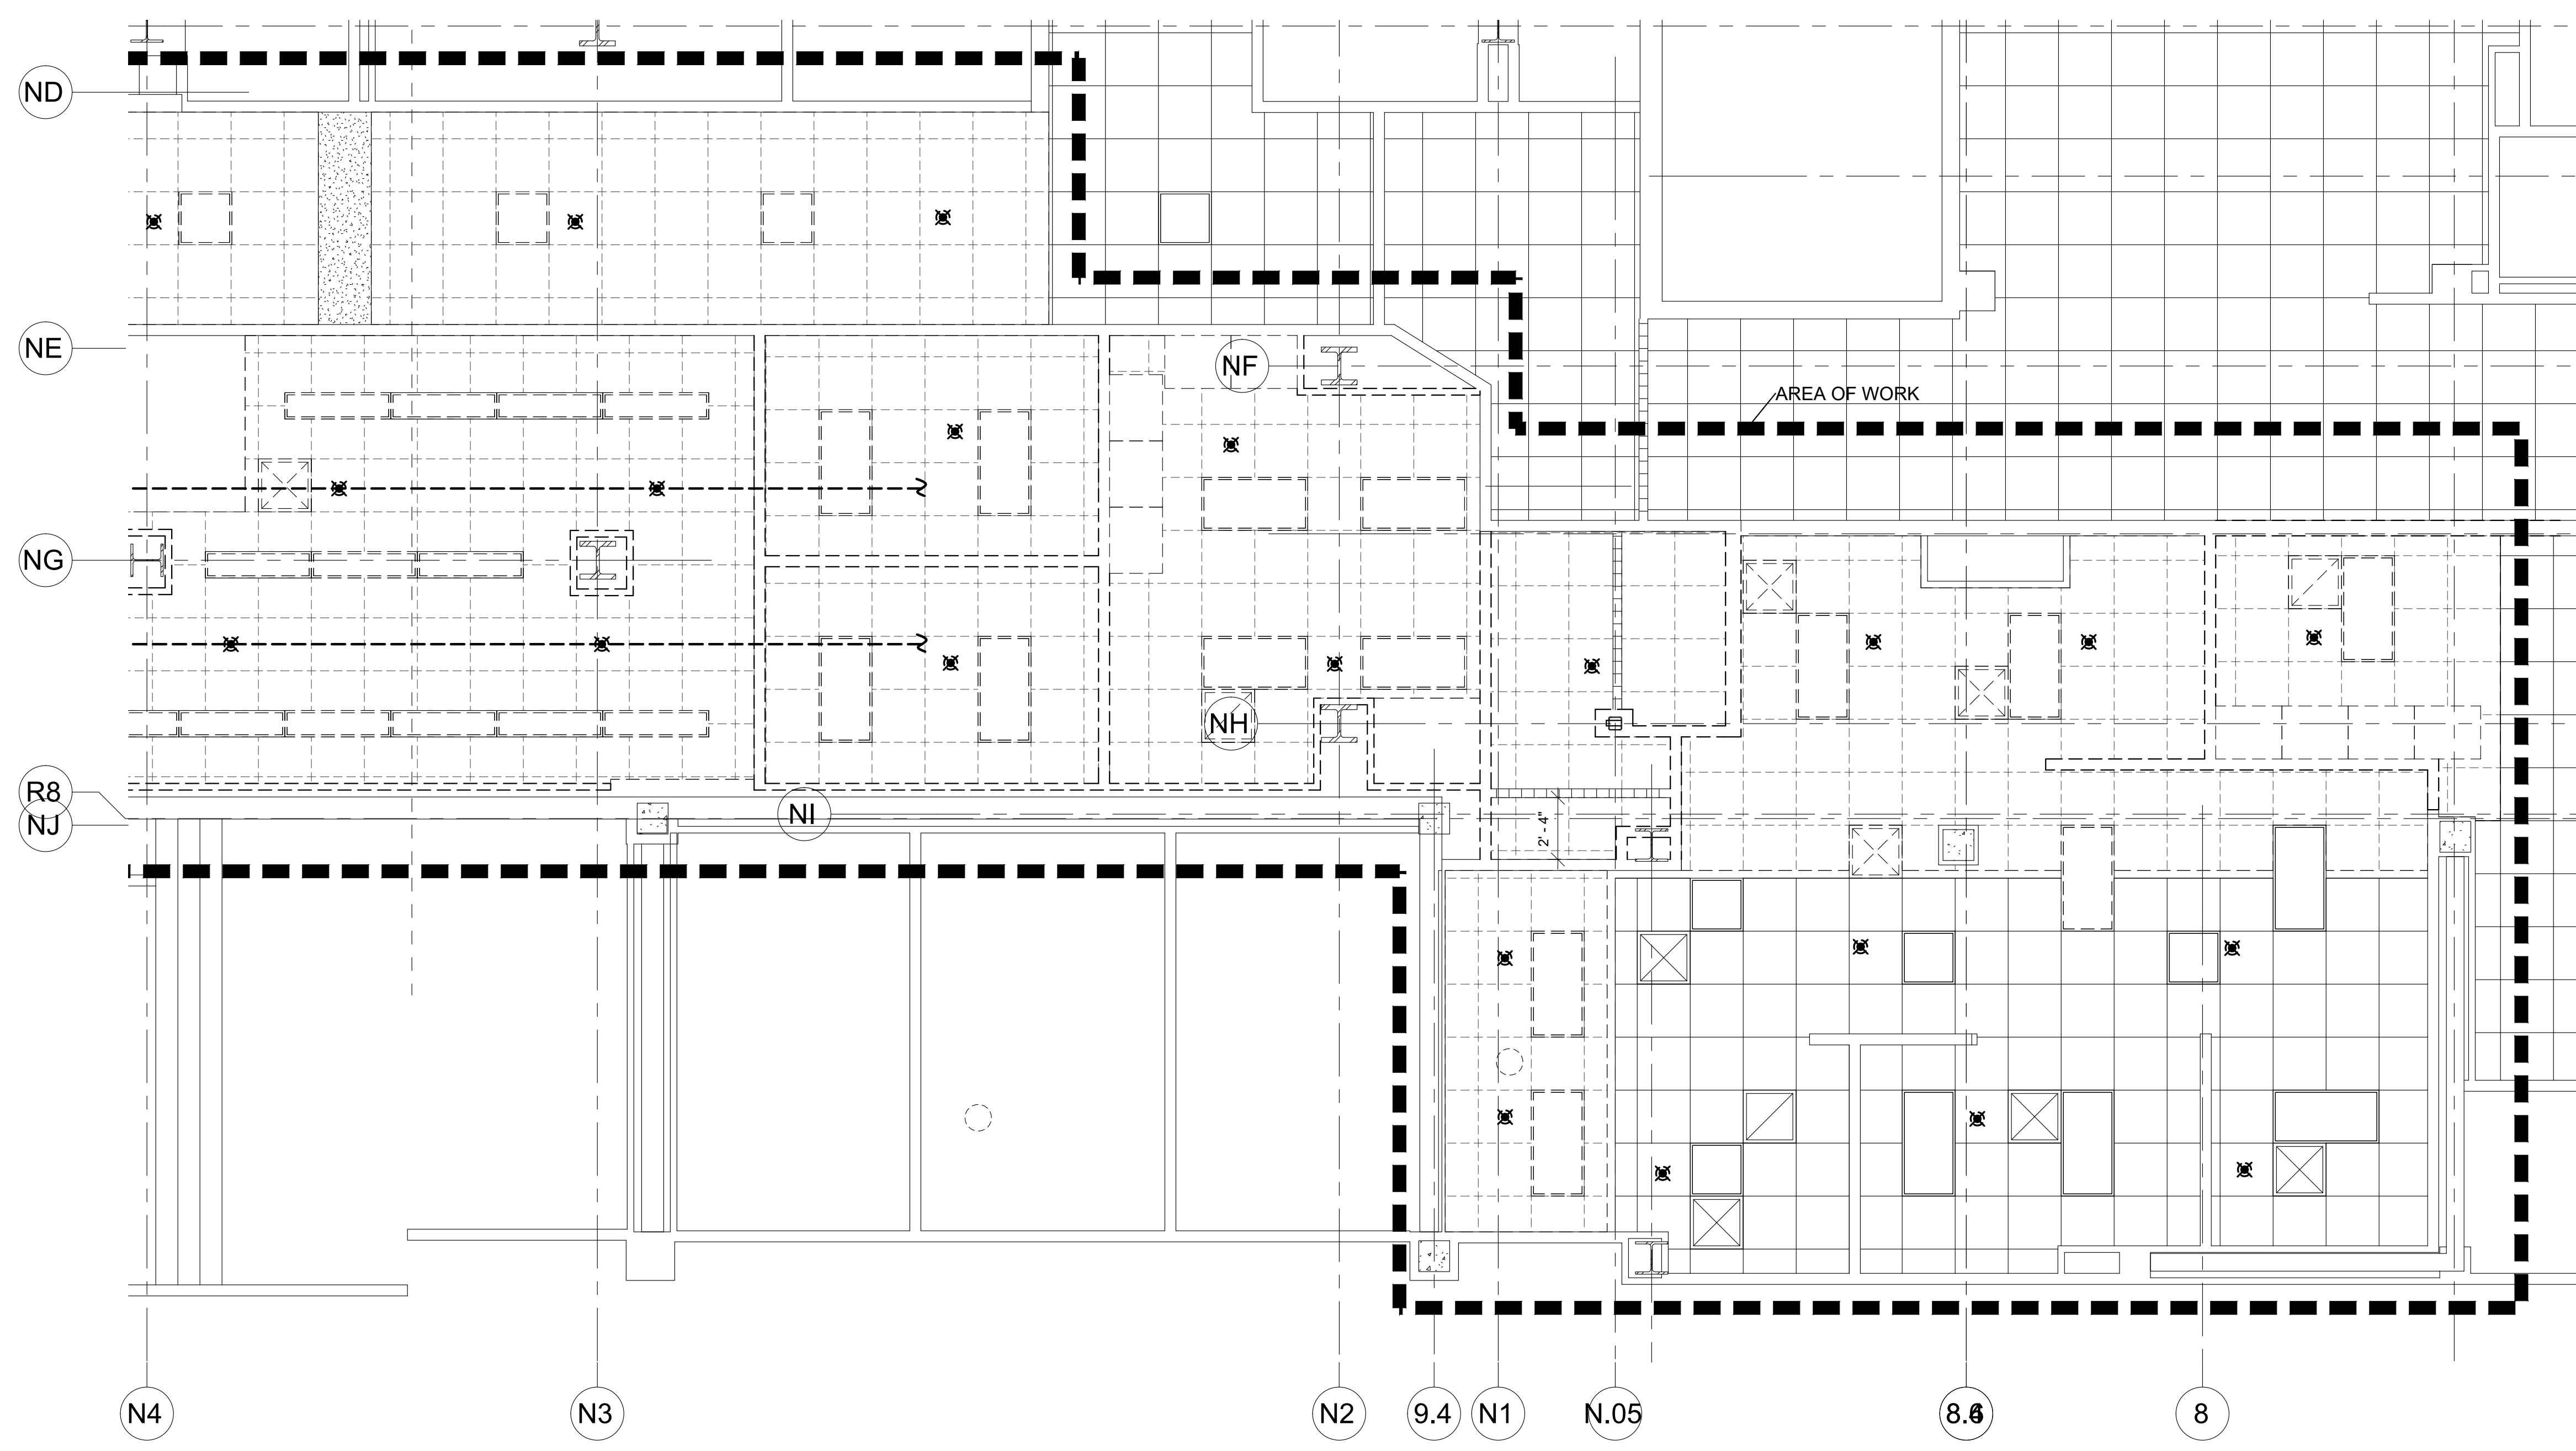 ND
NE
NF
AREA OF WORK
NG
NH
R8
NJ
NI
2' - 4"
N4
N3
N2
9.4
N1
N.05
8